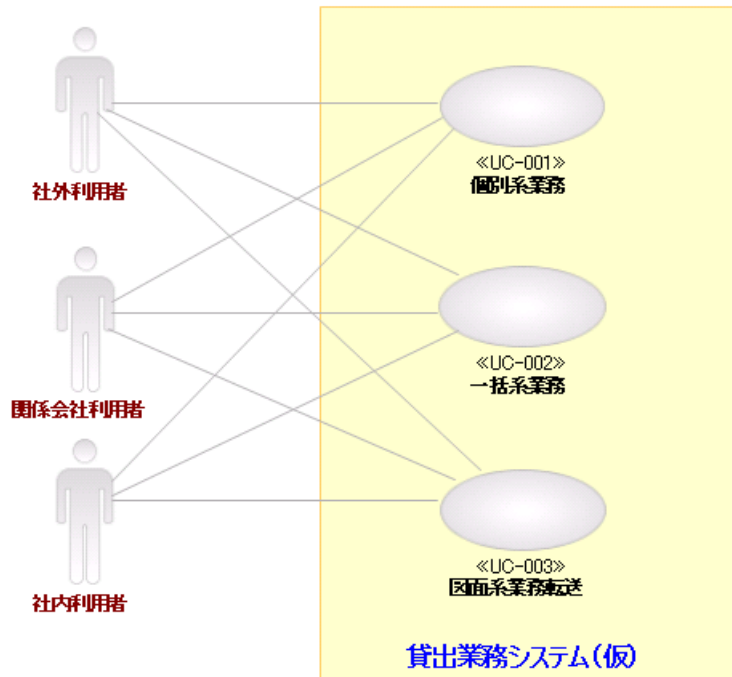 社外利用者
≪UC-001≫
個別系業務
関係会社利用者
≪UC-002≫
一括系業務
社内利用者
≪UC-003≫
図面系業務転送
貸出業務システム(仮)